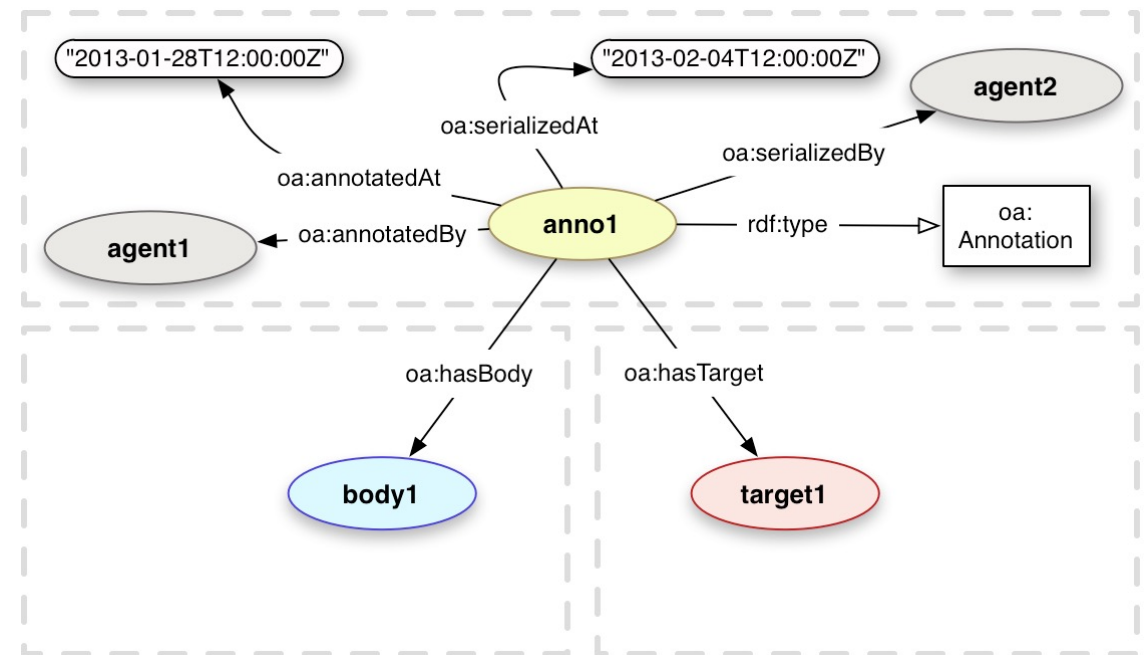 "2013-01-28T12:00:00Z"
"2013-02-04T12:00:00Z"
agent2
oa:serializedAt
oa:serializedBy
oa:annotatedAt
agent1
oa:annotatedBy
anno1
rdf:type
oa:
Annotation
oa:hasBody
oa:hasTarget
body1
target1